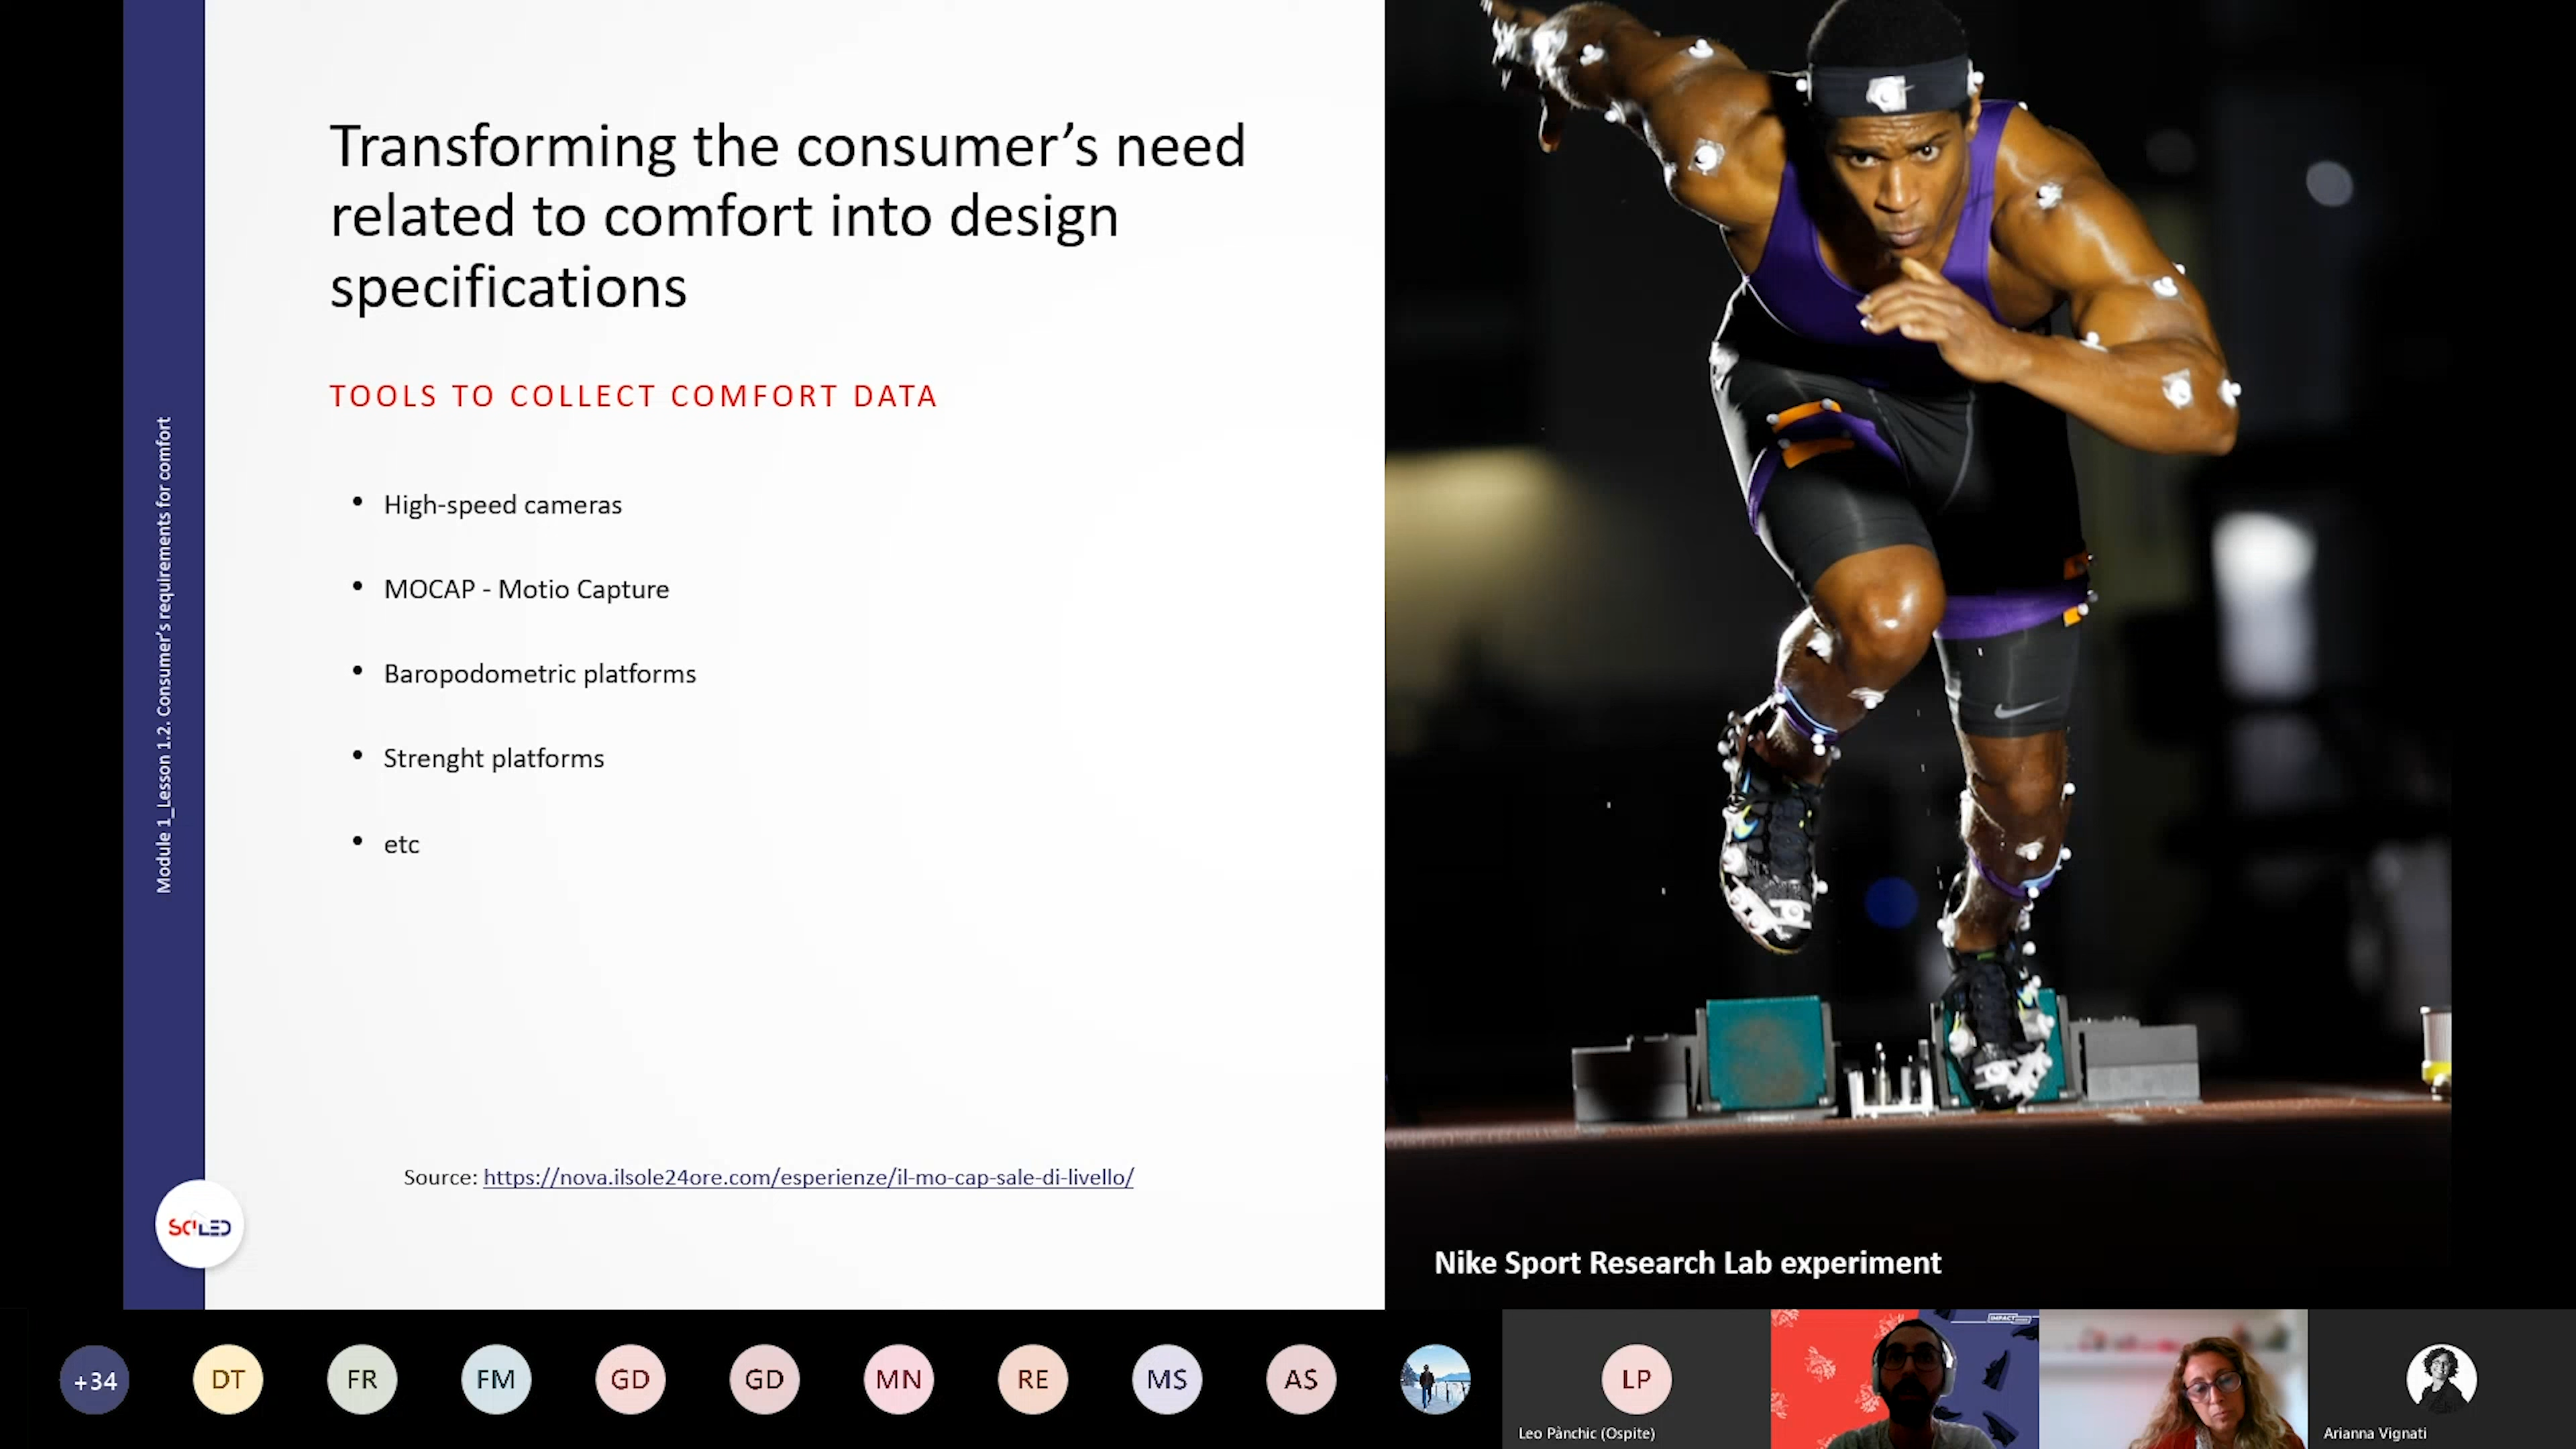 Transforming the consumer’s need
related to comfort into design
specifications
TOOLS TO COLLECT COMFORT DATA
• High-speed cameras
• MOCAP - Motio Capture
• Baropodometric platforms
• Strenght platforms
• etc
Source: https://nova.ilsole24ore.com/esperienze/il-mo-cap-sale-di-livello/
Module 1_Lesson 1.2. Consumer’s requirements for comfort
SCILED
Nike Sport Research Lab experiment
+34
DT
FR
FM
GD
GD
MN
RE
MS
AS
LP
Leo Pànchic (Ospite)
IMPACT
Arianna Vignati